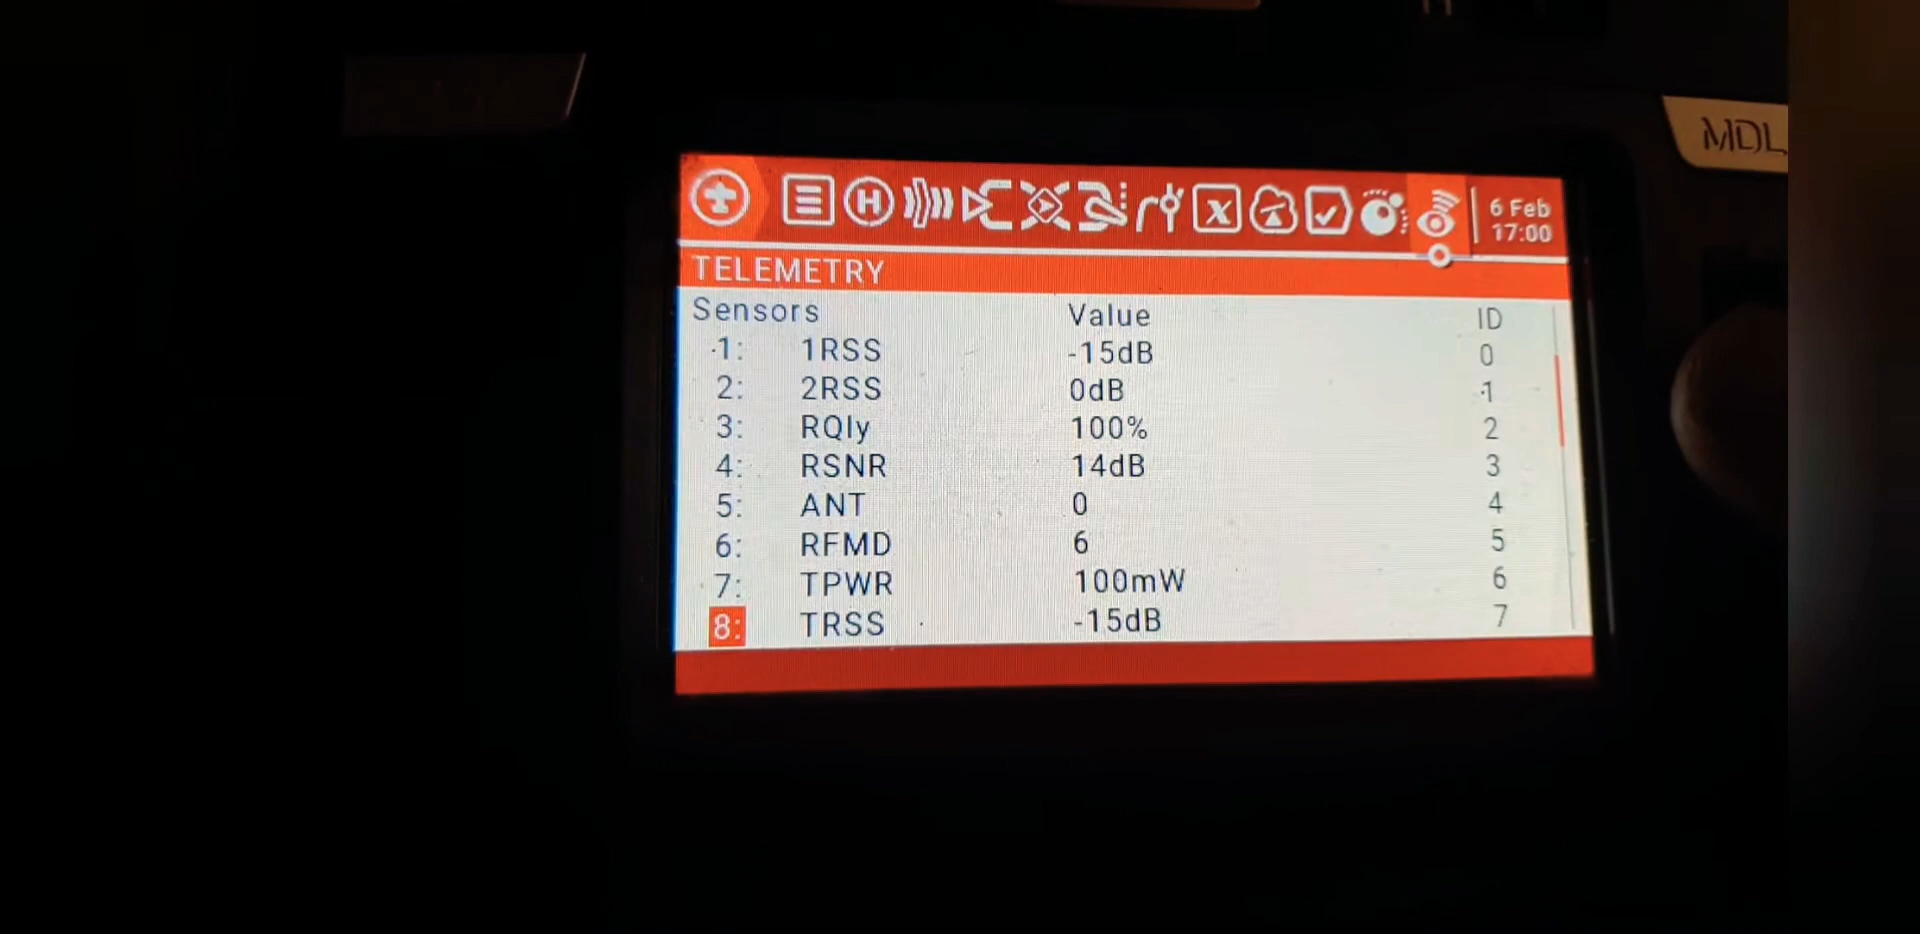 MDL
6 Feb
17:00
TELEMETRY
Sensors Value ID
1: 1RSS -15dB 0
2: 2RSS 0dB 1
3: RQly 100% 2
4: RSNR 14dB 3
5: ANT 0 4
6: RFMD 6 5
7: TPWR 100mW 6
8: TRSS -15dB 7